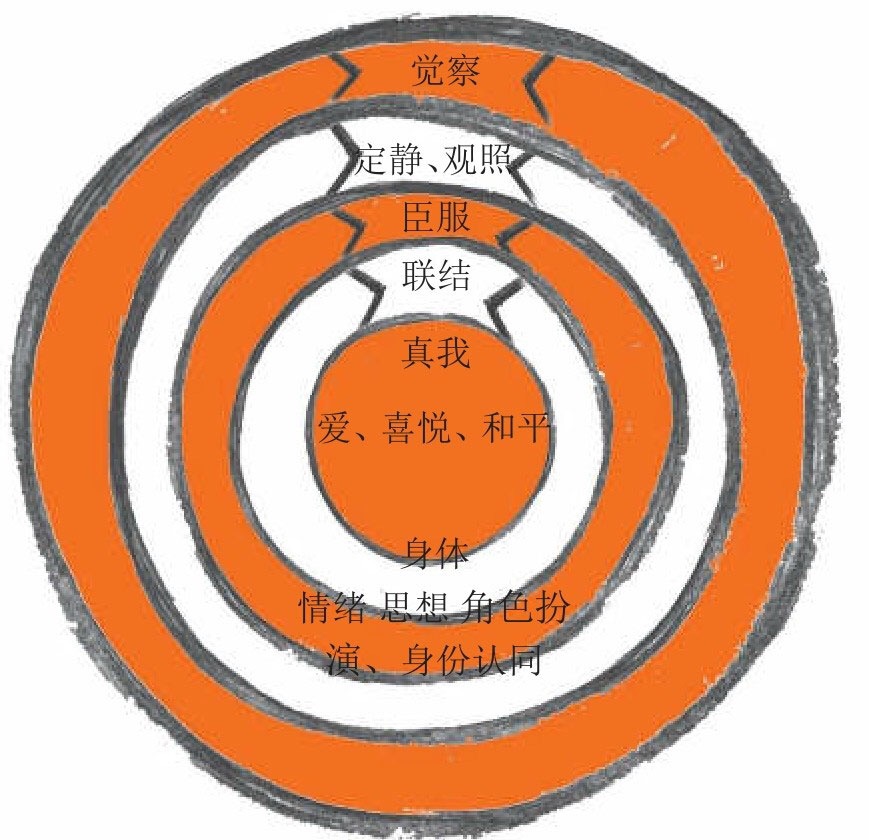 觉察
定静、观照
臣服
联结
真我
爱、喜悦、和平
身体
情绪 思想 角色扮
演、 身份认同